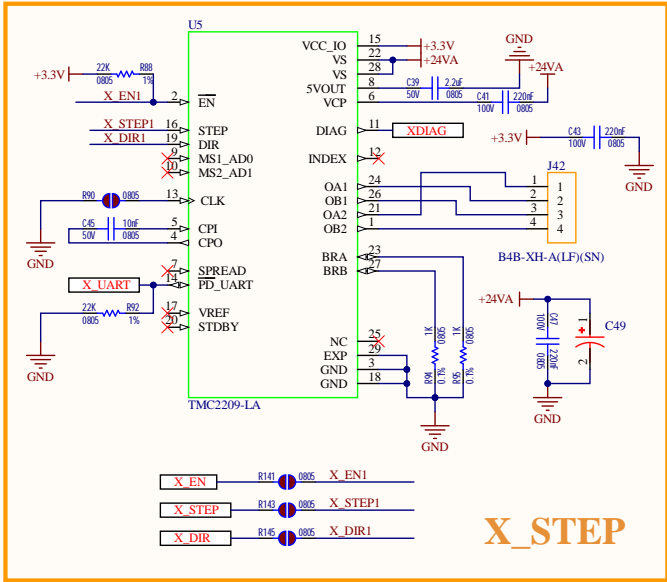 U5
VCC_IO 15 +3.3V
VS 22 +24VA
VS 28
5VOUT 8 C39 2.2uF
50V 0805
VCP 6 C41 220nF
100V 0805
GND
+24VA
+3.3V 22K R88
0805 1%
X_EN1 2 EN
X_STEP1 16 STEP
X_DIR1 19 DIR
9 MS1_AD0
10 MS2_AD1
DIAG 11 XDIAG
INDEX 12
+3.3V C43 220nF
100V 0805
GND
J42
OA1 24 1 1
OB1 26 2 2
OA2 21 3 3
OB2 1 4 4
B4B-XH-A(LF)(SN)
R90 0805 13 CLK
C45 10nF 5 CPI
50V 0805 4 CPO
GND
BRA 23
BRB 27
7 SPREAD
X_UART 14 PD_UART
22K R92
0805 1%
17 VREF
20 STDBY
GND
NC 25
EXP 29
GND 3
GND 18
1K 0805
R94 0.1%
1K 0805
R95 0.1%
GND
+24VA
C47 220nF
100V 0805
1
+ C49
2
GND
TMC2209-LA
X_EN R141 0805 X_EN1
X_STEP R143 0805 X_STEP1
X_DIR R145 0805 X_DIR1
X_STEP